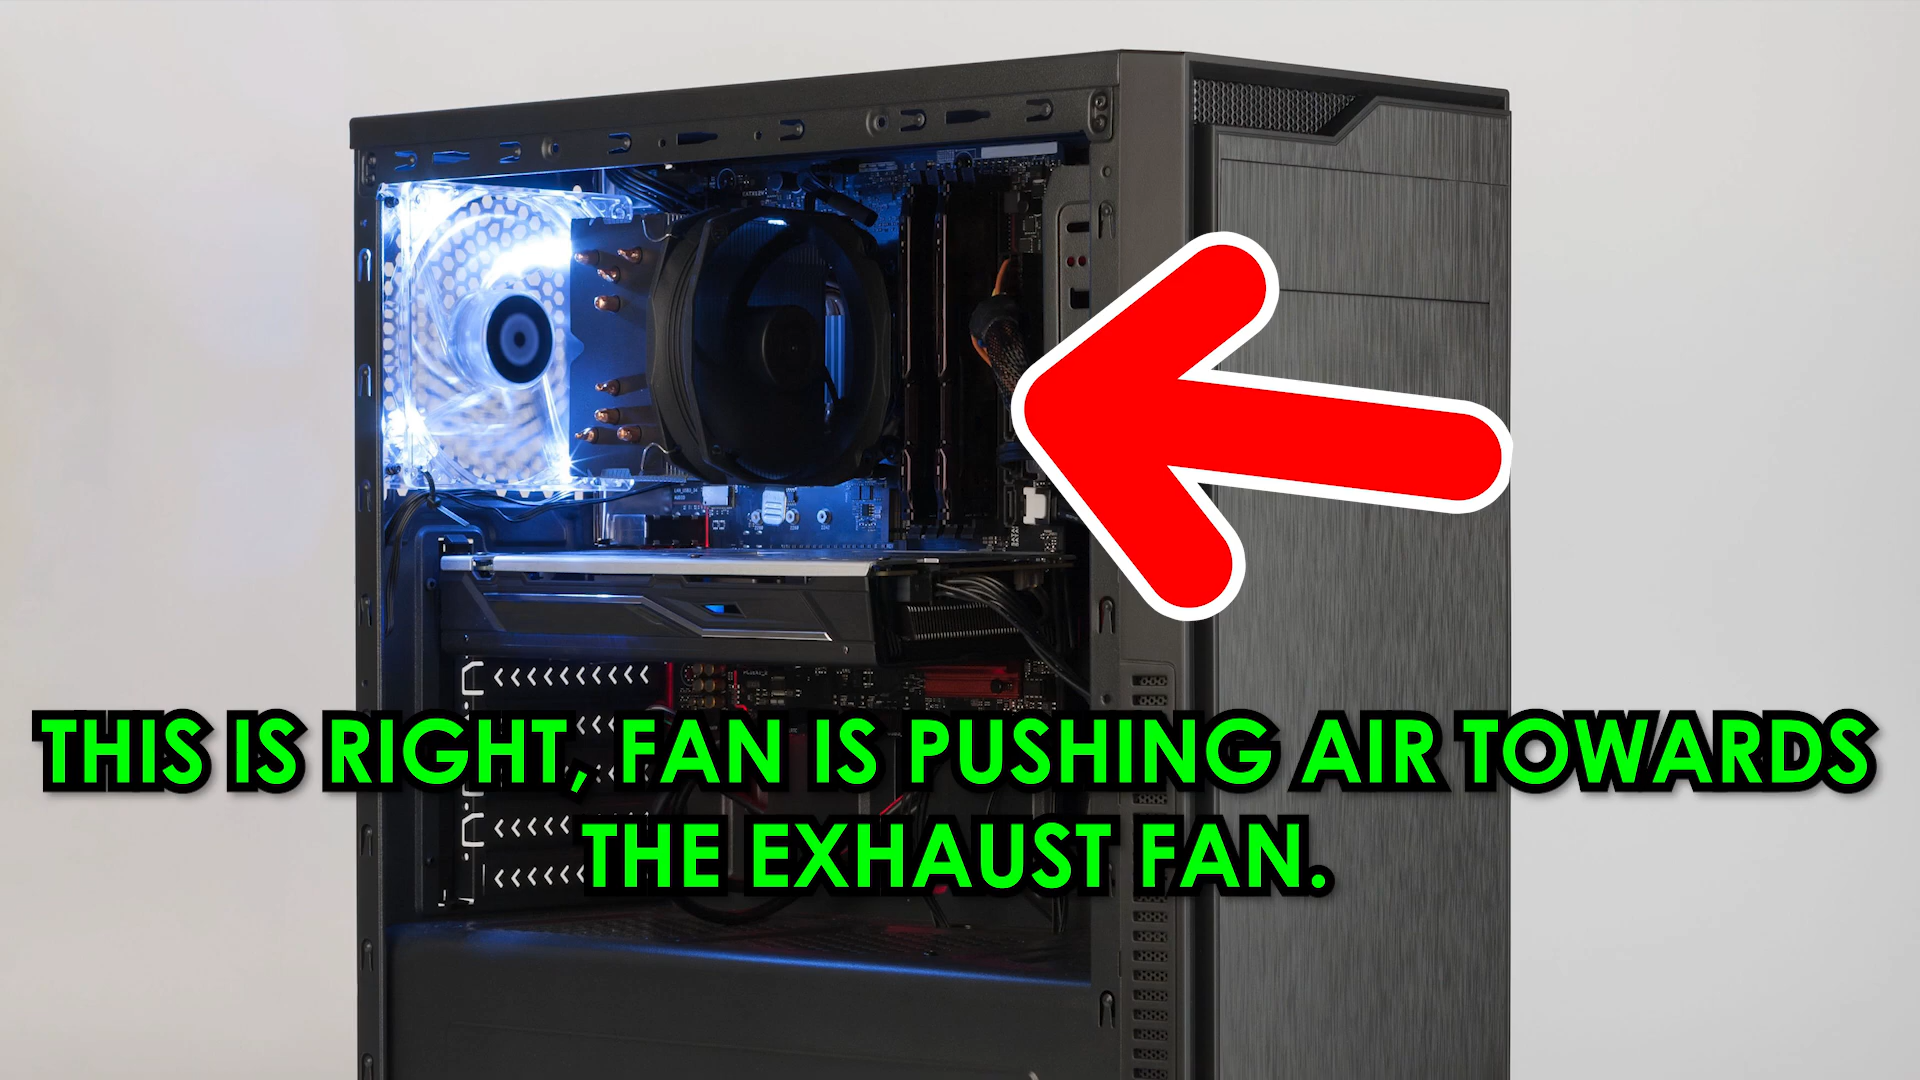 THIS IS RIGHT, FAN IS PUSHING AIR TOWARDS
THE EXHAUST FAN.